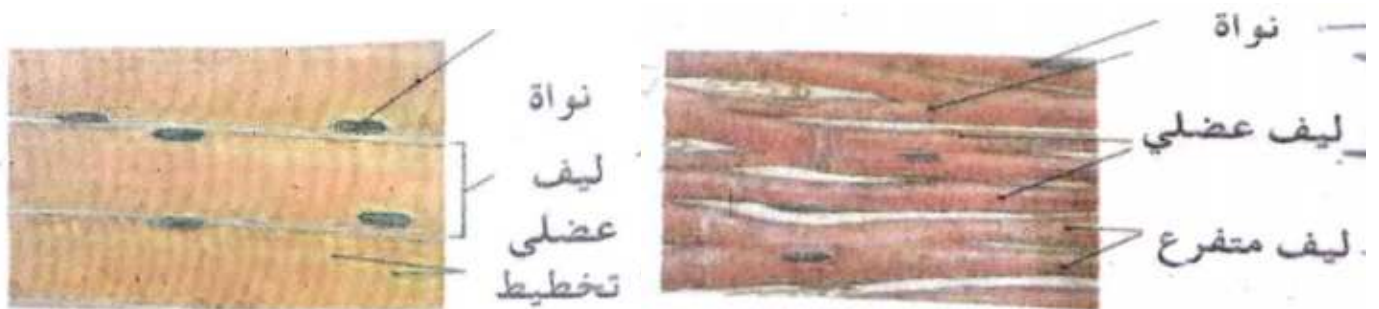 نواة
ليف
عضلي
تخطيط
نواة
ليف عضلي
ليف متفرع